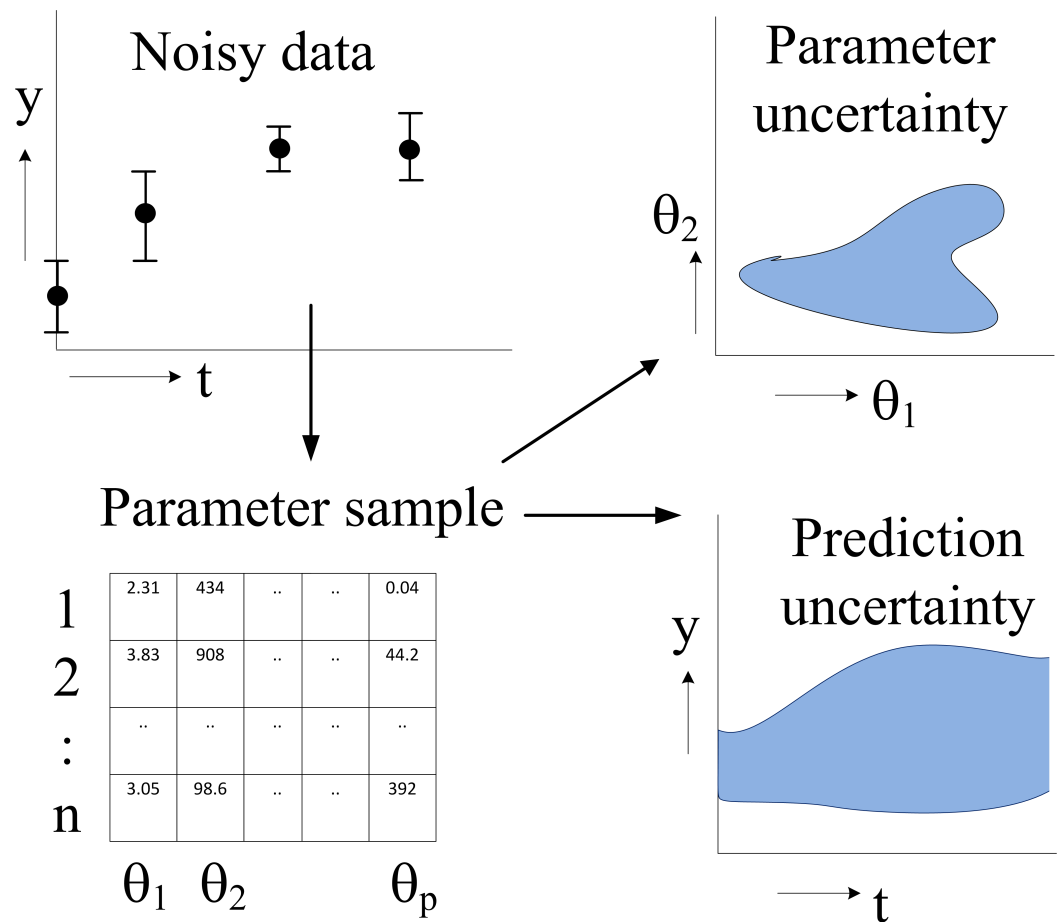 Noisy data
y
t
Parameter
uncertainty
θ2
θ1
Parameter sample
1 2.31 434 .. .. 0.04
2 3.83 908 .. .. 44.2
: .. .. .. .. ..
n 3.05 98.6 .. .. 392
θ1 θ2 θp
Prediction
uncertainty
y
t